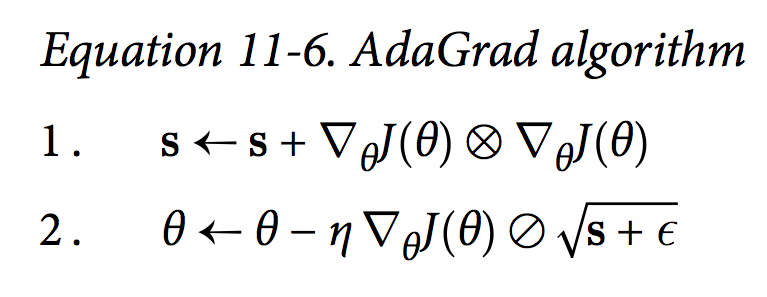 Equation 11-6. AdaGrad algorithm
1. s ← s + ∇θJ(θ) ⊗ ∇θJ(θ)
2. θ ← θ − η ∇θJ(θ) ⊘ √(s + ϵ)